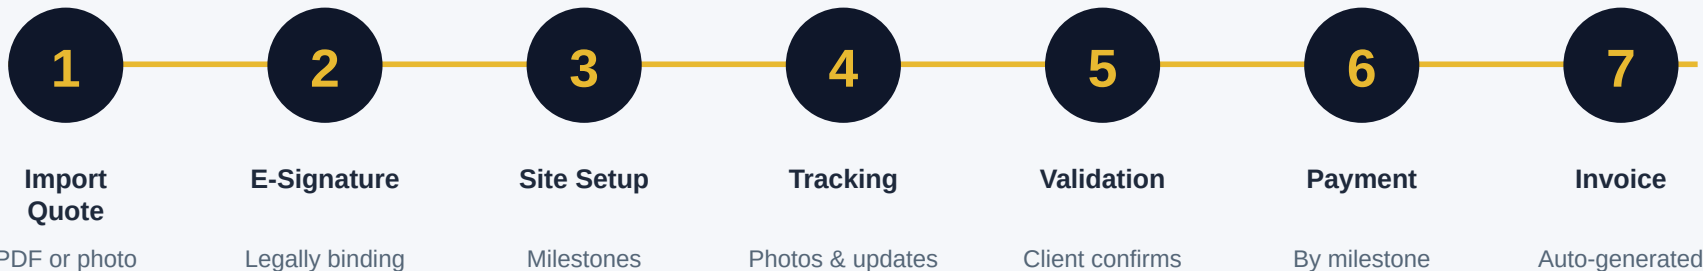 1 2 3 4 5 6 7
Import Quote E-Signature Site Setup Tracking Validation Payment Invoice
PDF or photo Legally binding Milestones Photos & updates Client confirms By milestone Auto-generated